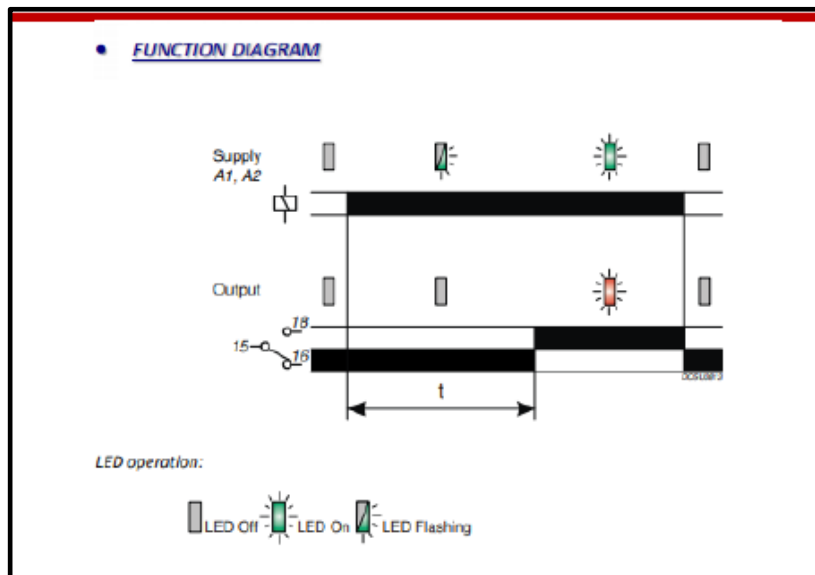 FUNCTION DIAGRAM
Supply
A1, A2
Output
18
15
16
t
LED operation:
LED Off LED On LED Flashing